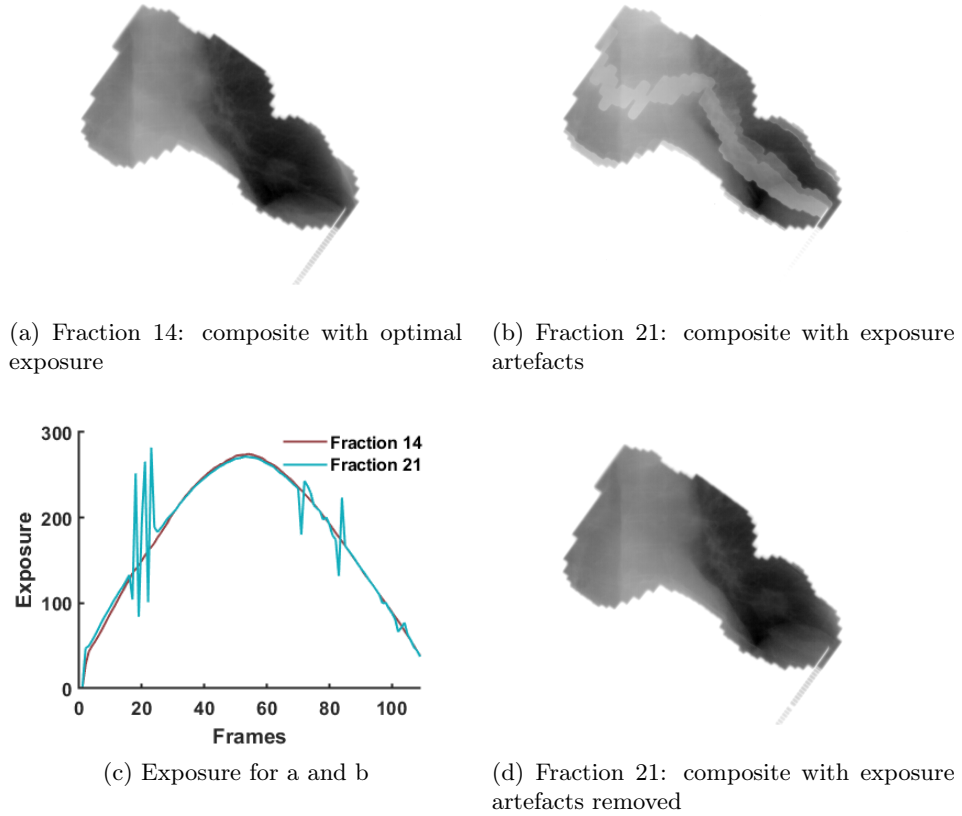 (a) Fraction 14: composite with optimal
exposure
(b) Fraction 21: composite with exposure
artefacts
300
200
100
0
Exposure
Fraction 14
Fraction 21
0 20 40 60 80 100
Frames
(c) Exposure for a and b
(d) Fraction 21: composite with exposure
artefacts removed